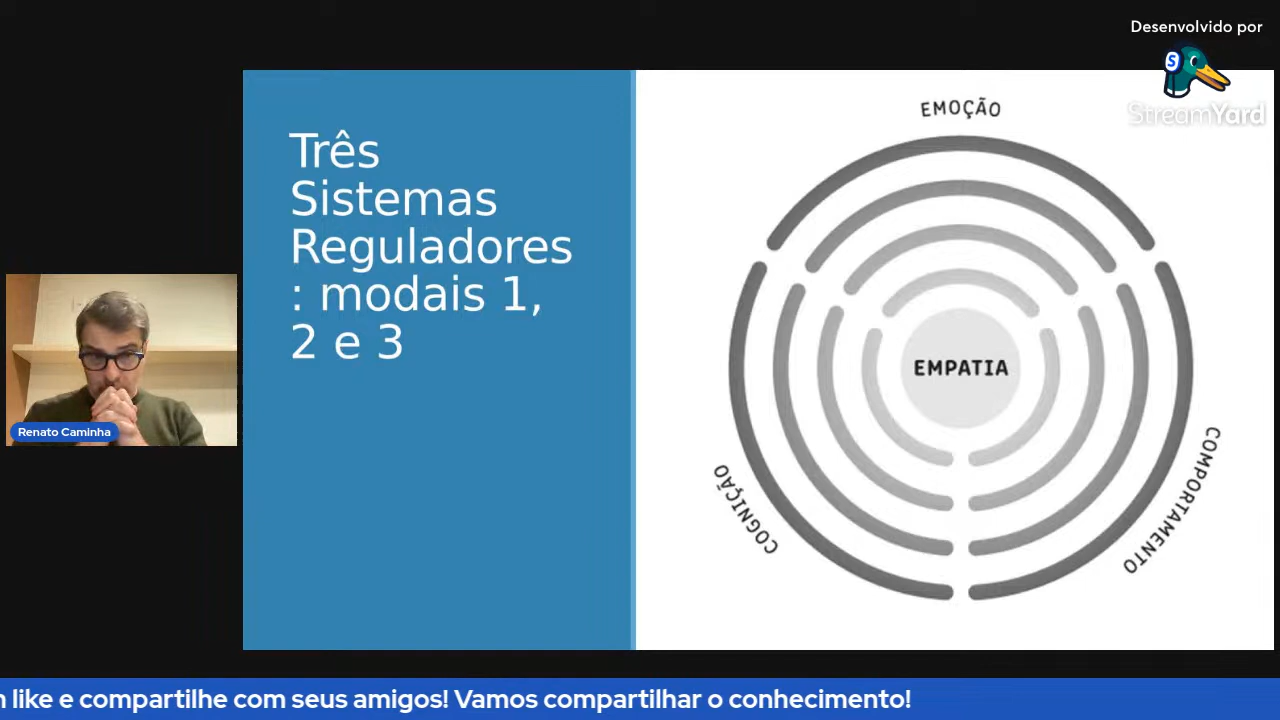 Desenvolvido por
StreamYard
Três
Sistemas
Reguladores
: modais 1,
2 e 3
EMOÇÃO
EMPATIA
COGNIÇÃO
COMPORTAMENTO
Renato Caminha
like e compartilhe com seus amigos! Vamos compartilhar o conhecimento!